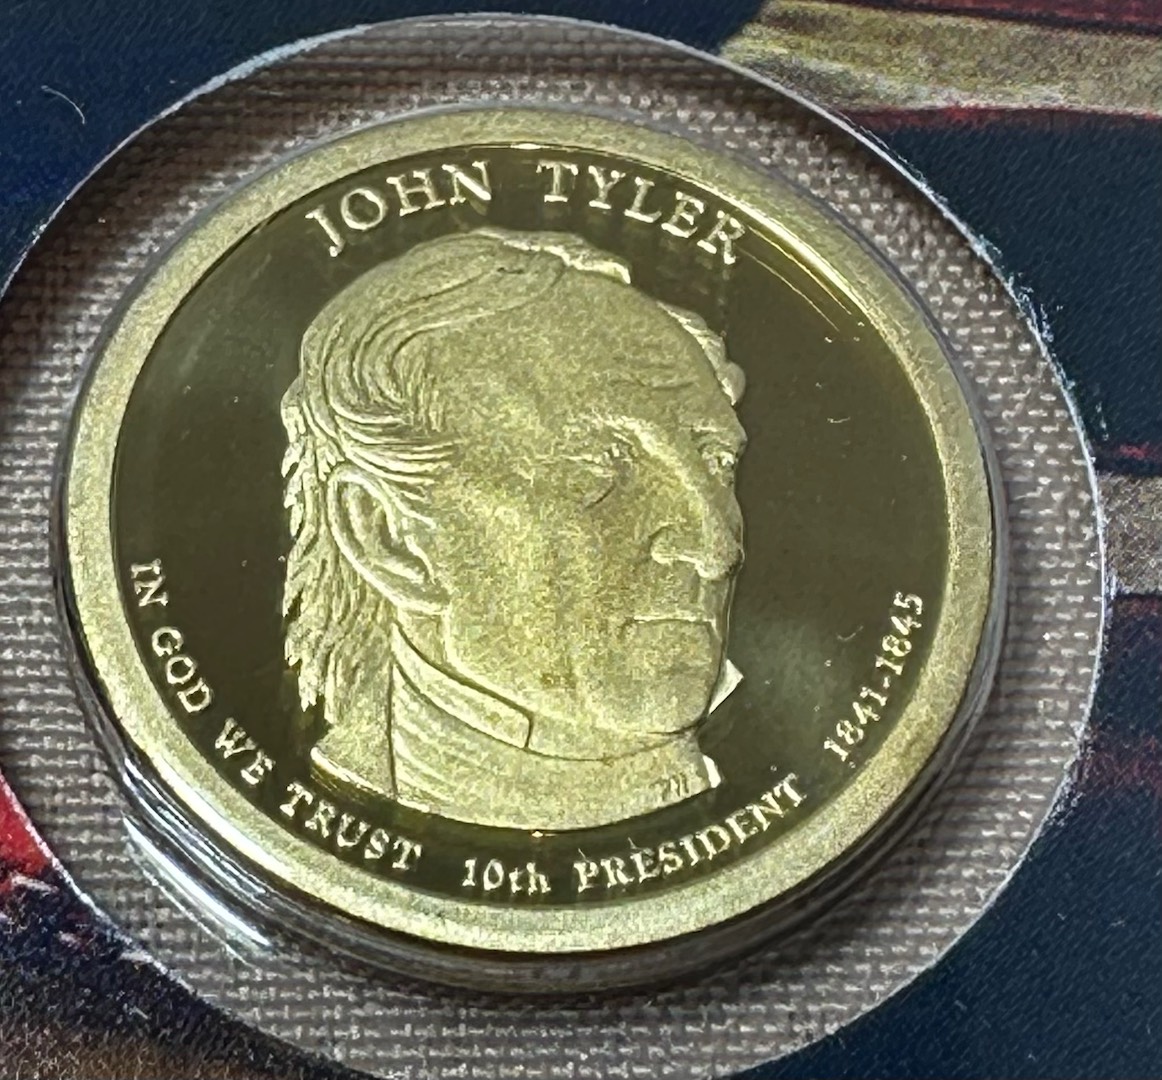 JOHN TYLER
IN GOD WE TRUST 10th PRESIDENT 1841-1845